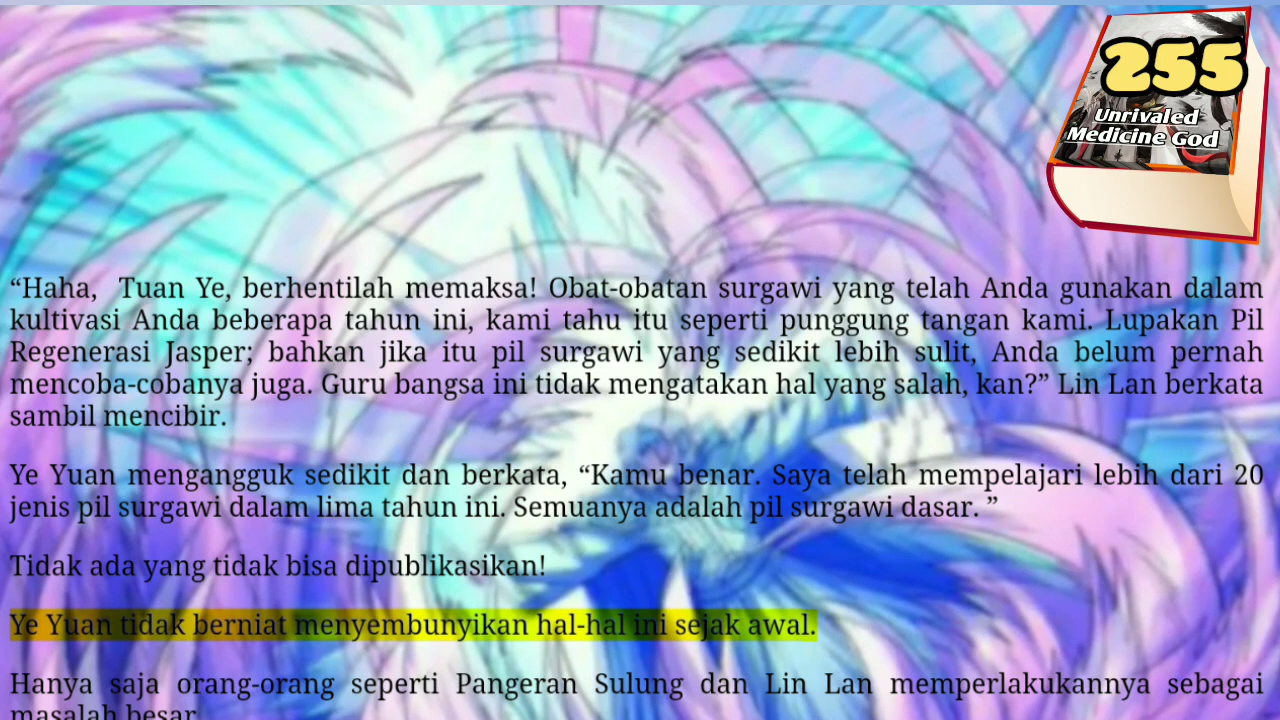 255
Unrivaled
Medicine God
“Haha, Tuan Ye, berhentilah memaksa! Obat-obatan surgawi yang telah Anda gunakan dalam
kultivasi Anda beberapa tahun ini, kami tahu itu seperti punggung tangan kami. Lupakan Pil
Regenerasi Jasper; bahkan jika itu pil surgawi yang sedikit lebih sulit, Anda belum pernah
mencoba-cobanya juga. Guru bangsa ini tidak mengatakan hal yang salah, kan?” Lin Lan berkata
sambil mencibir.
Ye Yuan mengangguk sedikit dan berkata, “Kamu benar. Saya telah mempelajari lebih dari 20
jenis pil surgawi dalam lima tahun ini. Semuanya adalah pil surgawi dasar. ”
Tidak ada yang tidak bisa dipublikasikan!
Ye Yuan tidak berniat menyembunyikan hal-hal ini sejak awal.
Hanya saja orang-orang seperti Pangeran Sulung dan Lin Lan memperlakukannya sebagai
masalah besar.